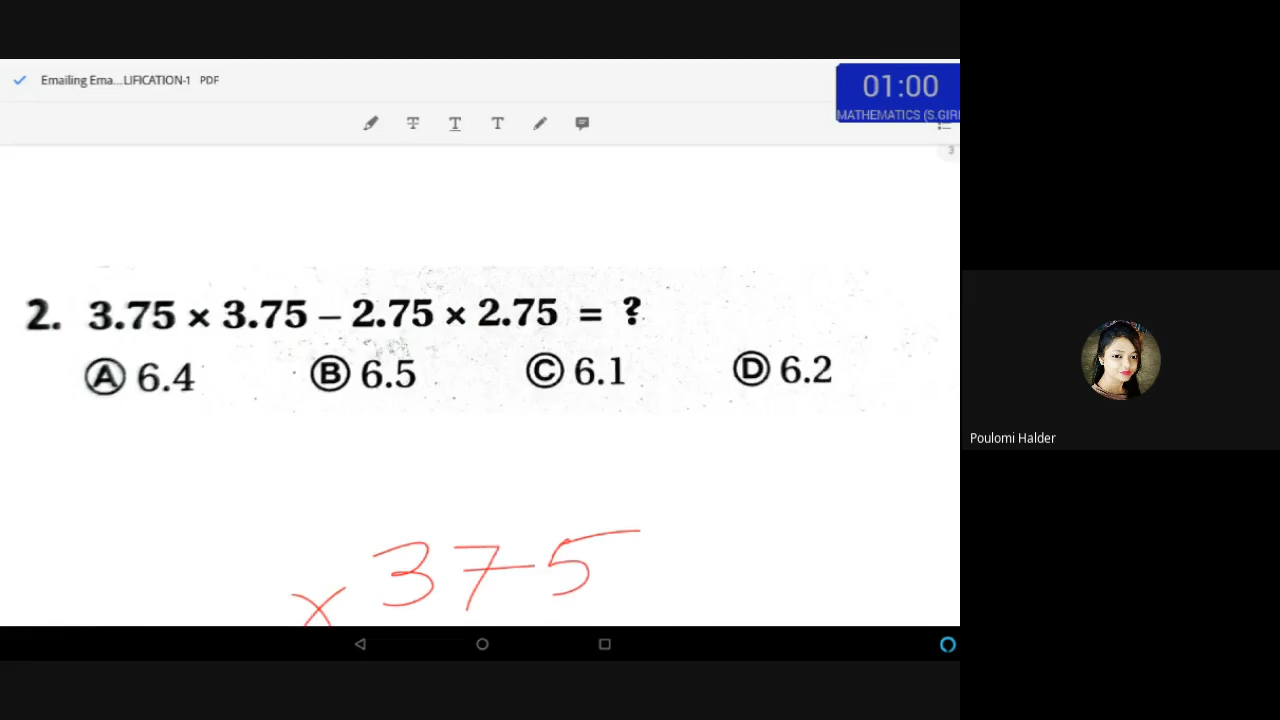 Emailing Ema...LIFICATION-1 PDF
01:00
MATHEMATICS (S.GIRI
3
2. 3.75 × 3.75 – 2.75 × 2.75 = ?
Ⓐ 6.4 Ⓑ 6.5 Ⓒ 6.1 Ⓓ 6.2
375
×
Poulomi Halder